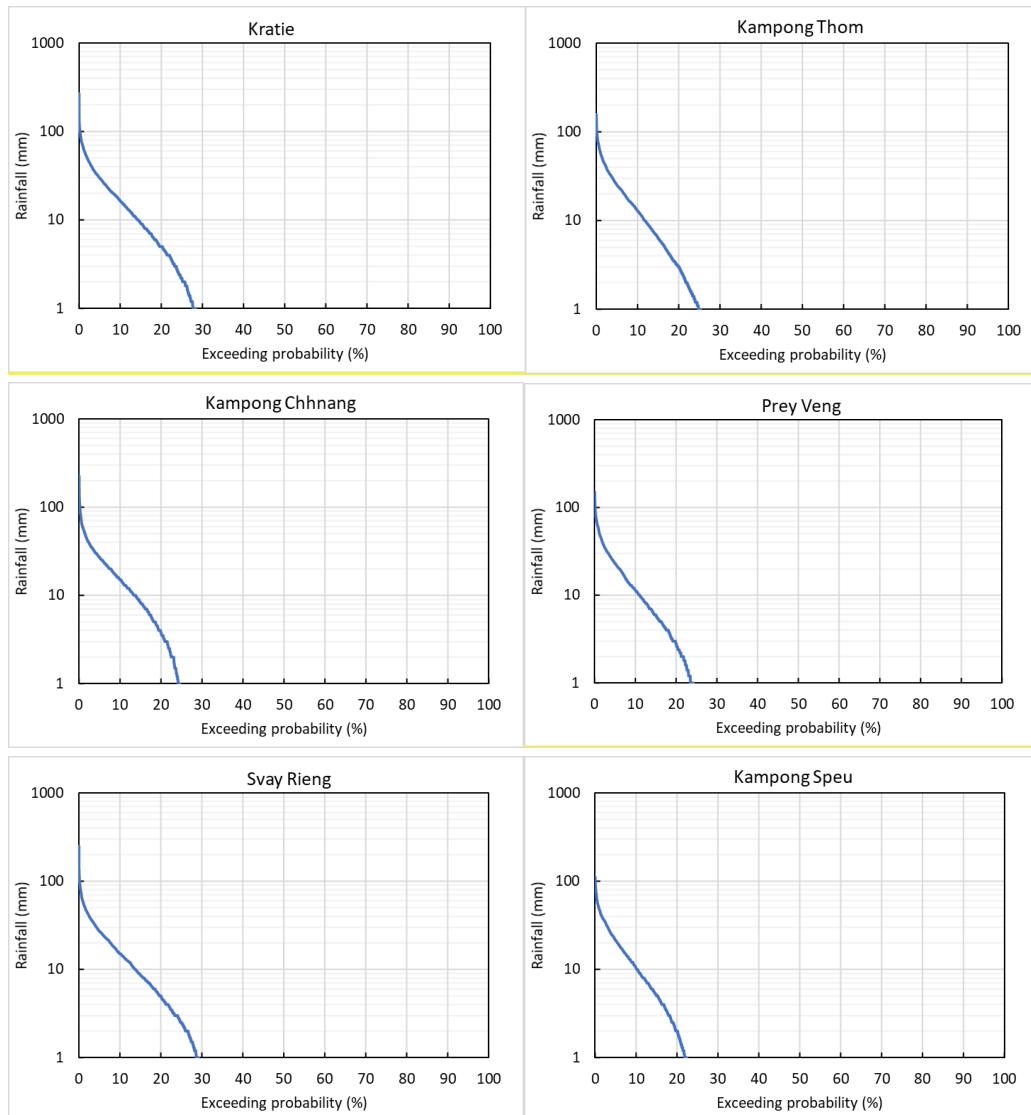 Kratie
1000
100
10
1
Rainfall (mm)
0 10 20 30 40 50 60 70 80 90 100
Exceeding probability (%)
Kampong Thom
1000
100
10
1
Rainfall (mm)
0 10 20 30 40 50 60 70 80 90 100
Exceeding probability (%)
Kampong Chhnang
1000
100
10
1
Rainfall (mm)
0 10 20 30 40 50 60 70 80 90 100
Exceeding probability (%)
Prey Veng
1000
100
10
1
Rainfall (mm)
0 10 20 30 40 50 60 70 80 90 100
Exceeding probability (%)
Svay Rieng
1000
100
10
1
Rainfall (mm)
0 10 20 30 40 50 60 70 80 90 100
Exceeding probability (%)
Kampong Speu
1000
100
10
1
Rainfall (mm)
0 10 20 30 40 50 60 70 80 90 100
Exceeding probability (%)